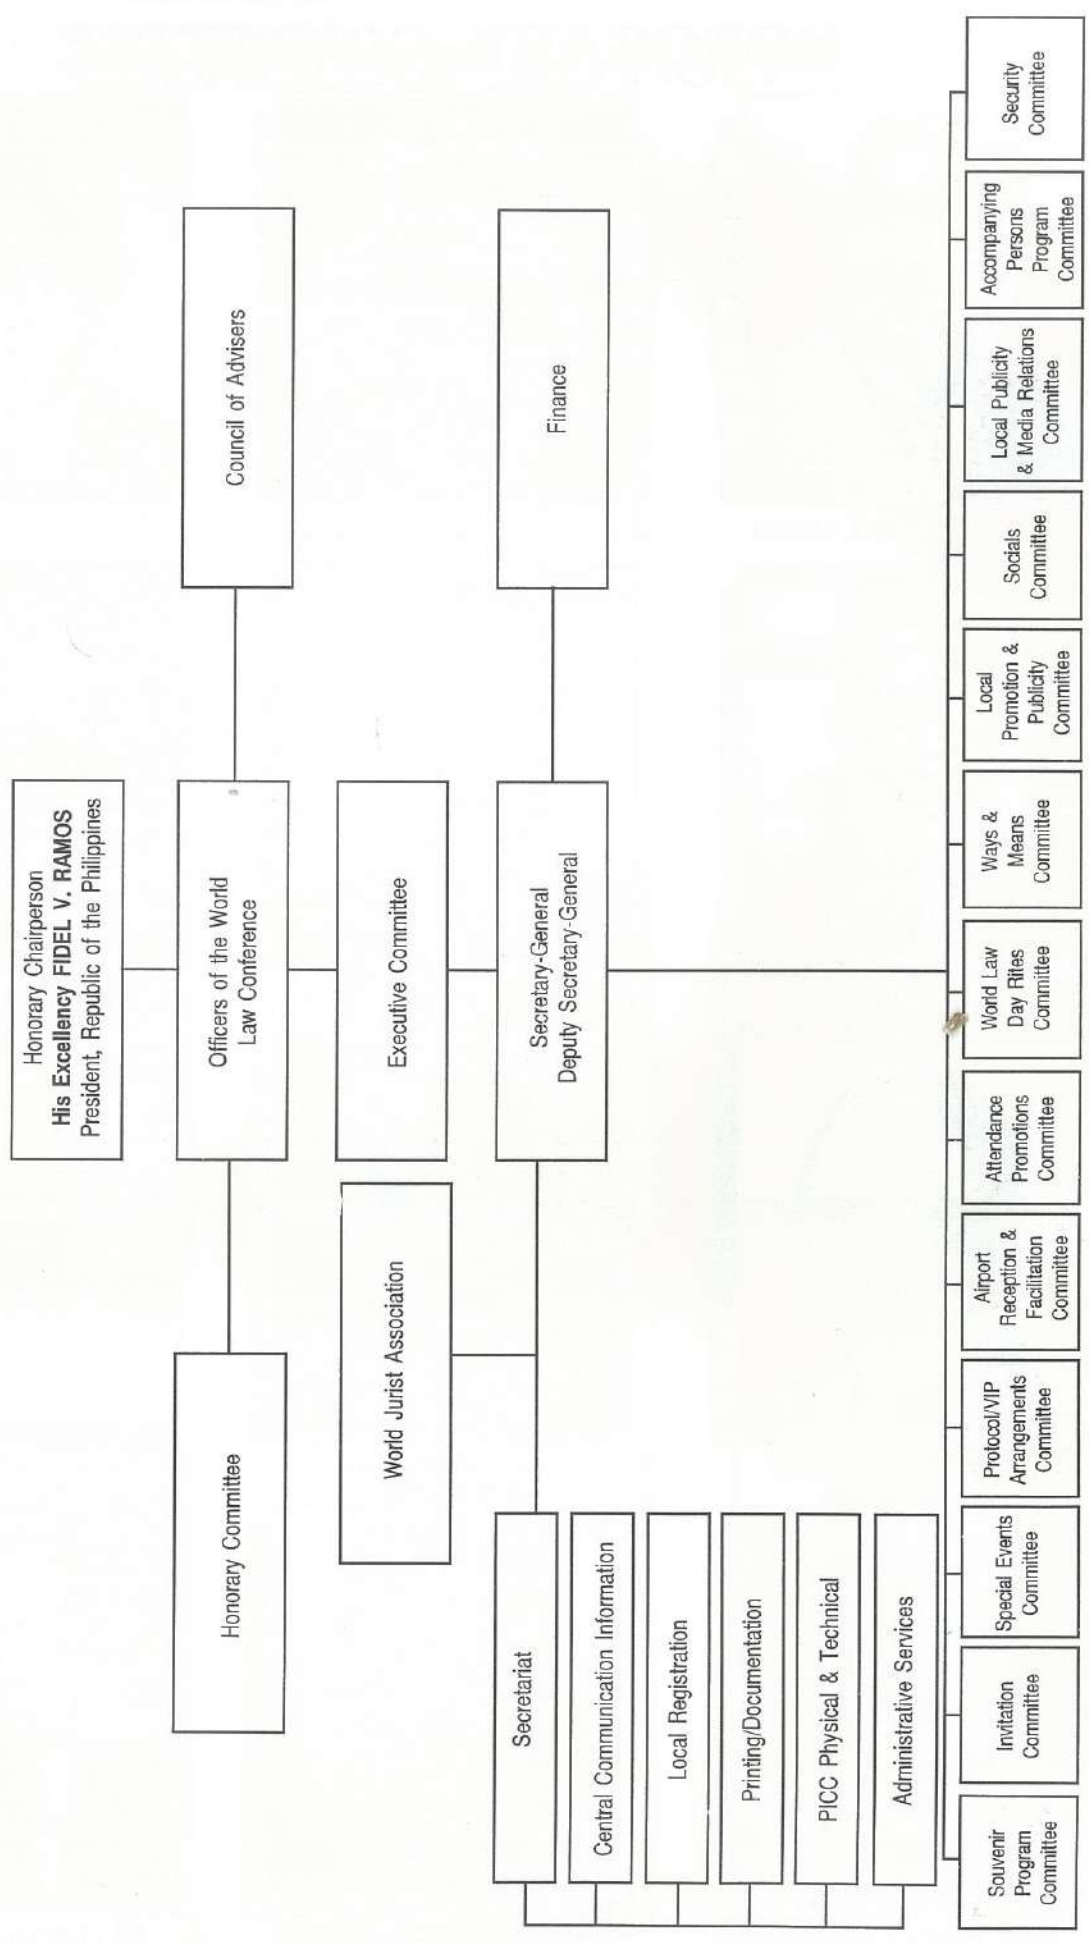 Honorary Chairperson
His Excellency FIDEL V. RAMOS
President, Republic of the Philippines
Honorary Committee
Officers of the World
Law Conference
Council of Advisers
World Jurist Association
Executive Committee
Secretariat
Secretary-General
Deputy Secretary-General
Finance
Central Communication Information
Local Registration
Printing/Documentation
PICC Physical & Technical
Administrative Services
Souvenir
Program
Committee
Invitation
Committee
Special Events
Committee
Protocol/VIP
Arrangements
Committee
Airport
Reception &
Facilitation
Committee
Attendance
Promotions
Committee
World Law
Day Rites
Committee
Ways &
Means
Committee
Local
Promotion &
Publicity
Committee
Socials
Committee
Local Publicity
& Media Relations
Committee
Accompanying
Persons
Program
Committee
Security
Committee